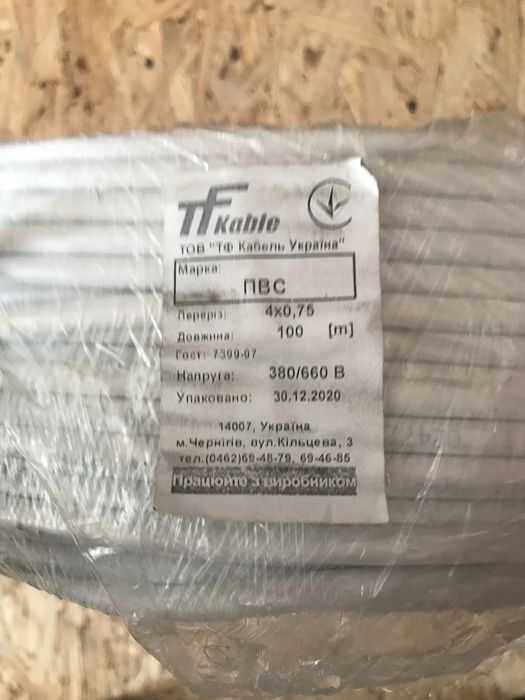 TF Kable
ТОВ "ТФ Кабель Україна"
Марка:
ПВС
Переріз: 4x0,75
Довжина: 100 [m]
Гост: 7399-97
Напруга: 380/660 В
Упаковано: 30.12.2020
14007, Україна
м.Чернігів, вул.Кільцева, 3
тел.(0462)69-48-79, 69-46-85
Працюйте з виробником